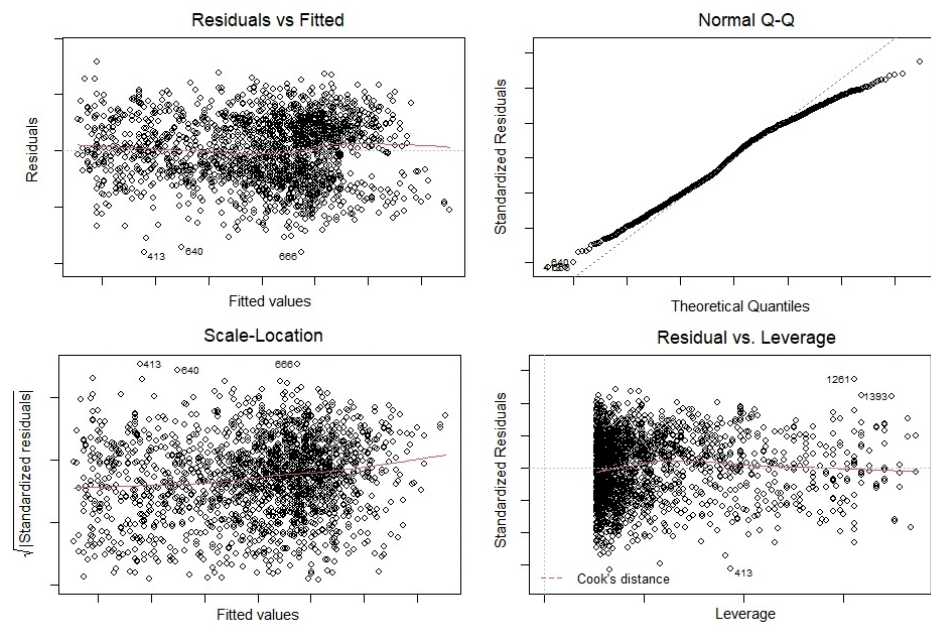 Residuals vs Fitted
Residuals
413
640
666
Fitted values
Normal Q-Q
Standardized Residuals
640
Theoretical Quantiles
Scale-Location
√|Standardized residuals|
413
640
666
Fitted values
Residual vs. Leverage
Standardized Residuals
1261
1393
413
Cook's distance
Leverage